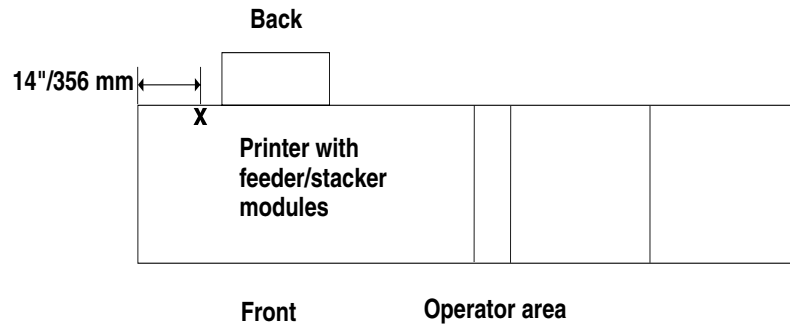 Back
14"/356 mm
X
Printer with
feeder/stacker
modules
Front
Operator area